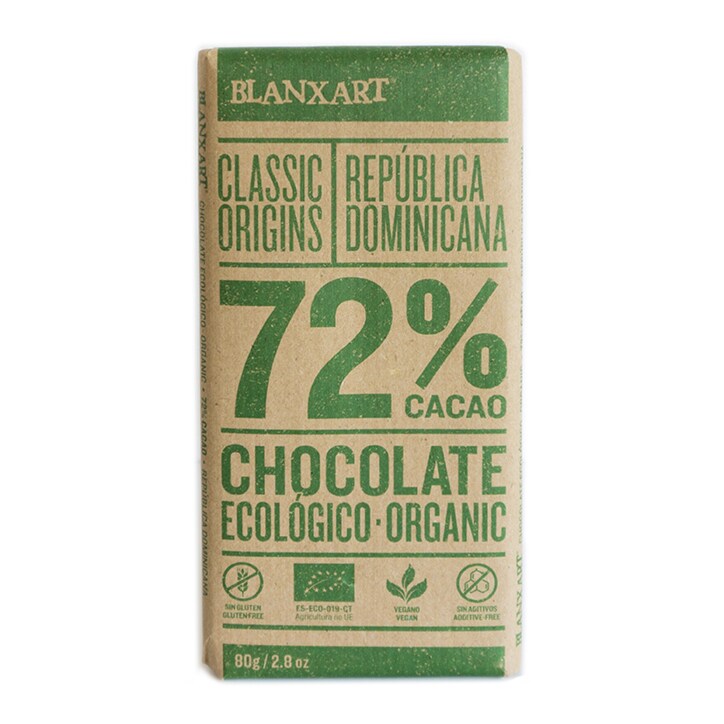 BLANXART
CLASSIC
ORIGINS
REPÚBLICA
DOMINICANA
72%
CACAO
CHOCOLATE
ECOLÓGICO · ORGANIC
SIN GLUTEN
GLUTEN FREE
ES-ECO-019-CT
Agricultura de UE
VEGANO
VEGAN
SIN ADITIVOS
ADDITIVE-FREE
80g / 2.8 oz
BLANXART CHOCOLATE ECOLÓGICO · ORGANIC · 72% CACAO · REPÚBLICA DOMINICANA
BLANXART